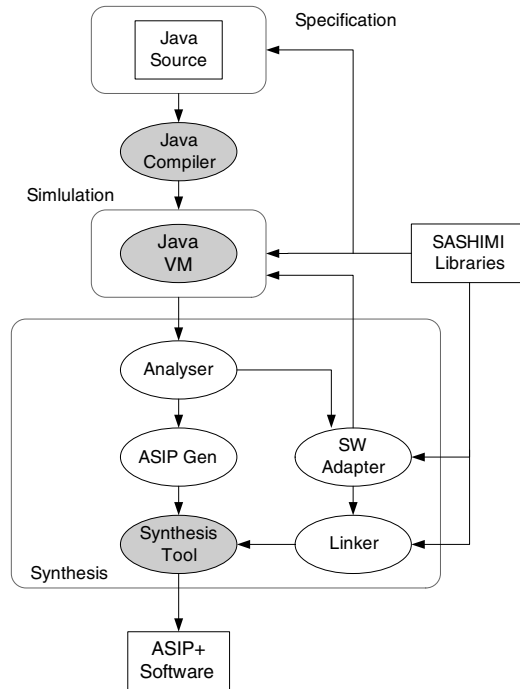 Java
Source
Specification
Java
Compiler
Simlulation
Java
VM
SASHIMI
Libraries
Analyser
ASIP Gen
SW
Adapter
Synthesis
Tool
Linker
Synthesis
ASIP+
Software